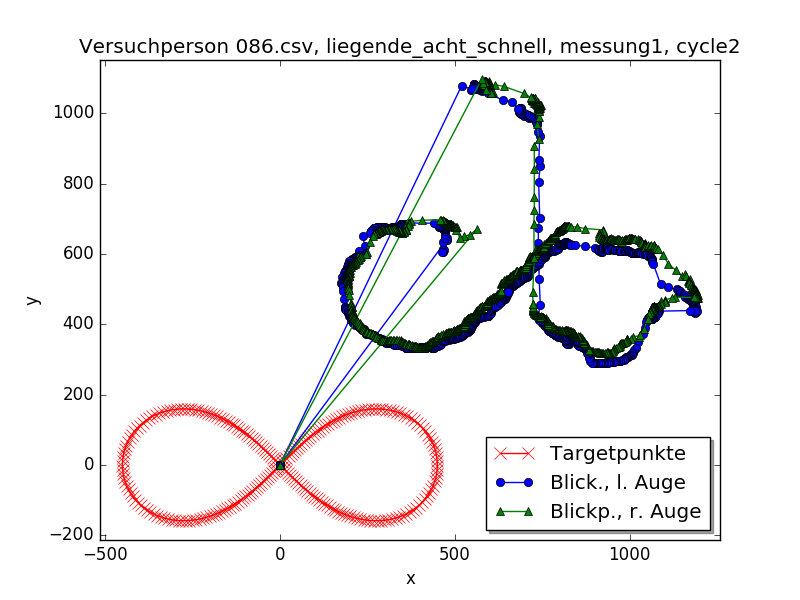 Versuchperson 086.csv, liegende_acht_schnell, messung1, cycle2
y
1000
800
600
400
200
0
−200
−500
0
500
1000
x
Targetpunkte
Blick., l. Auge
Blickp., r. Auge